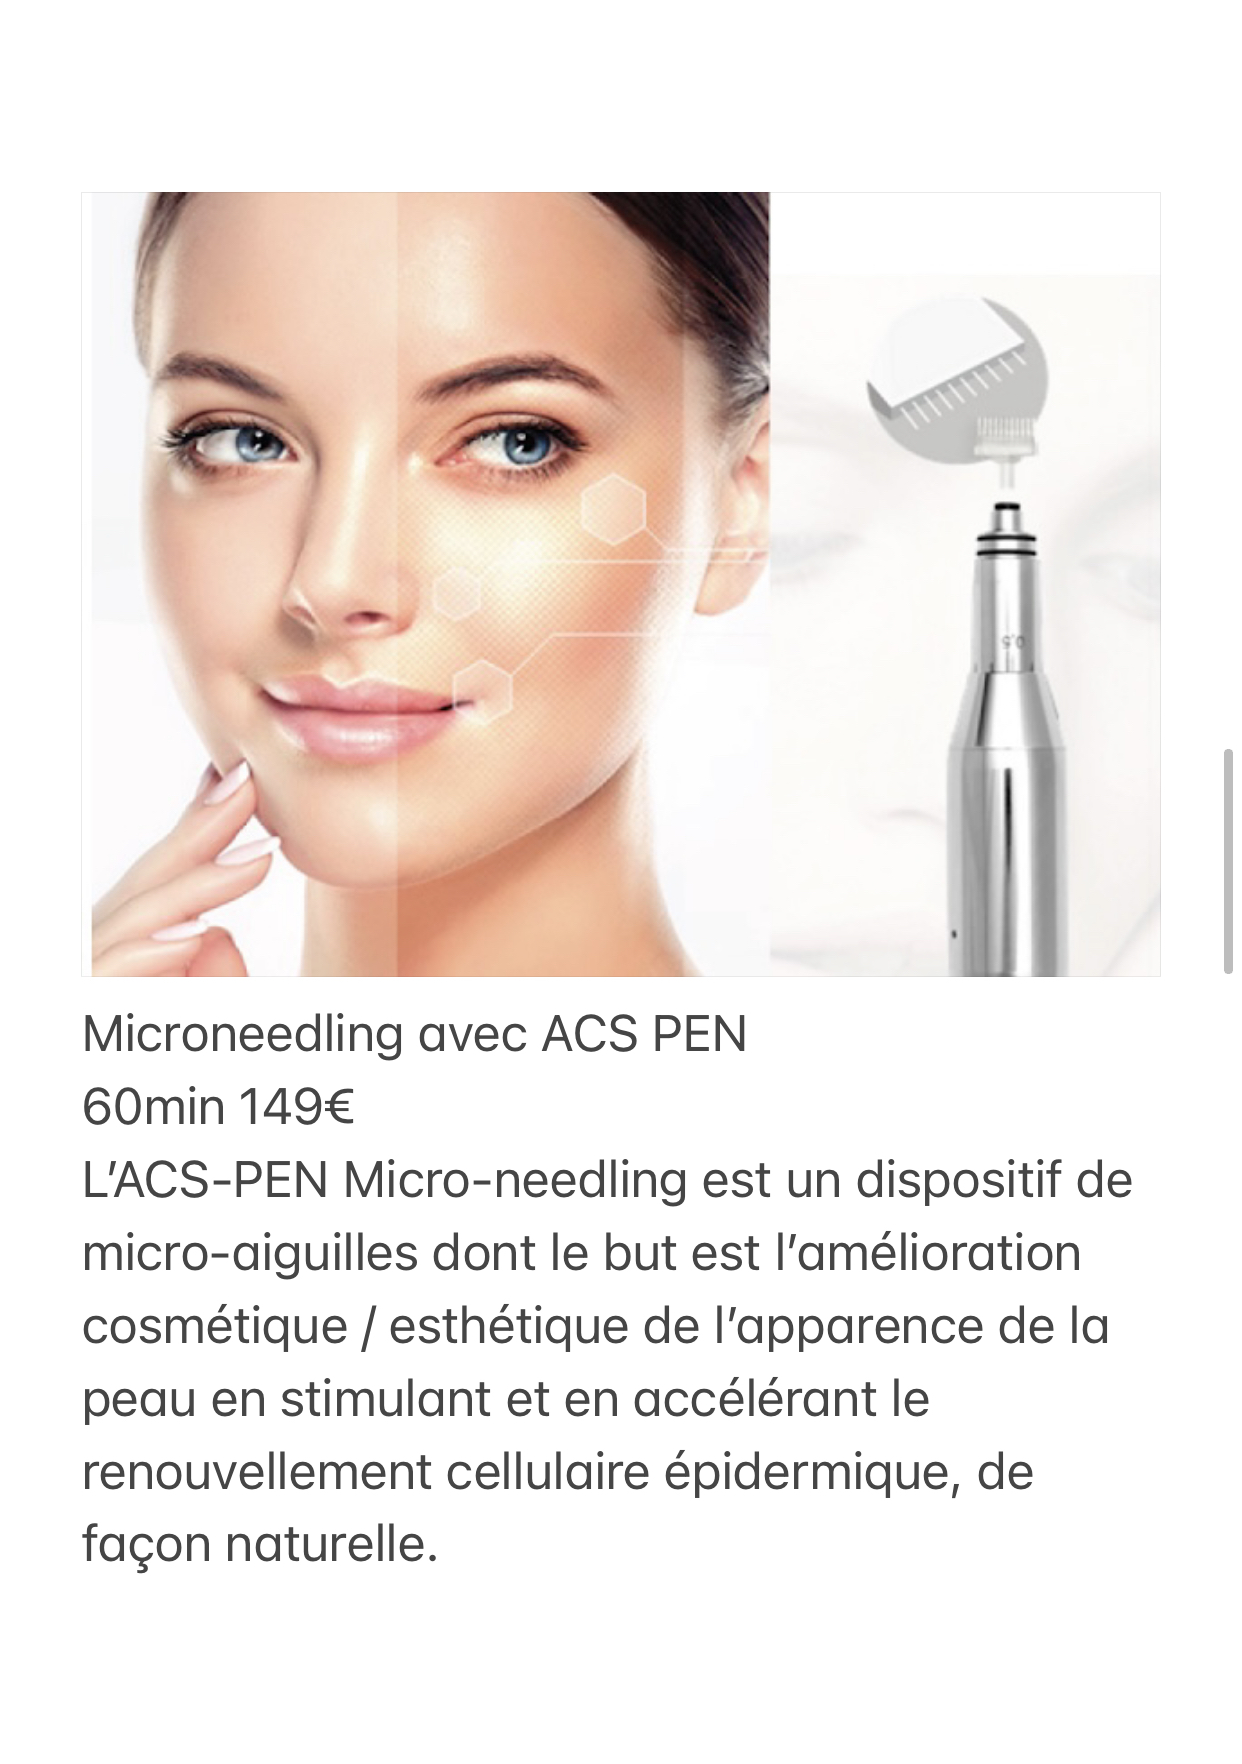 0.5
Microneedling avec ACS PEN
60min 149€
L’ACS-PEN Micro-needling est un dispositif de
micro-aiguilles dont le but est l’amélioration
cosmétique / esthétique de l’apparence de la
peau en stimulant et en accélérant le
renouvellement cellulaire épidermique, de
façon naturelle.